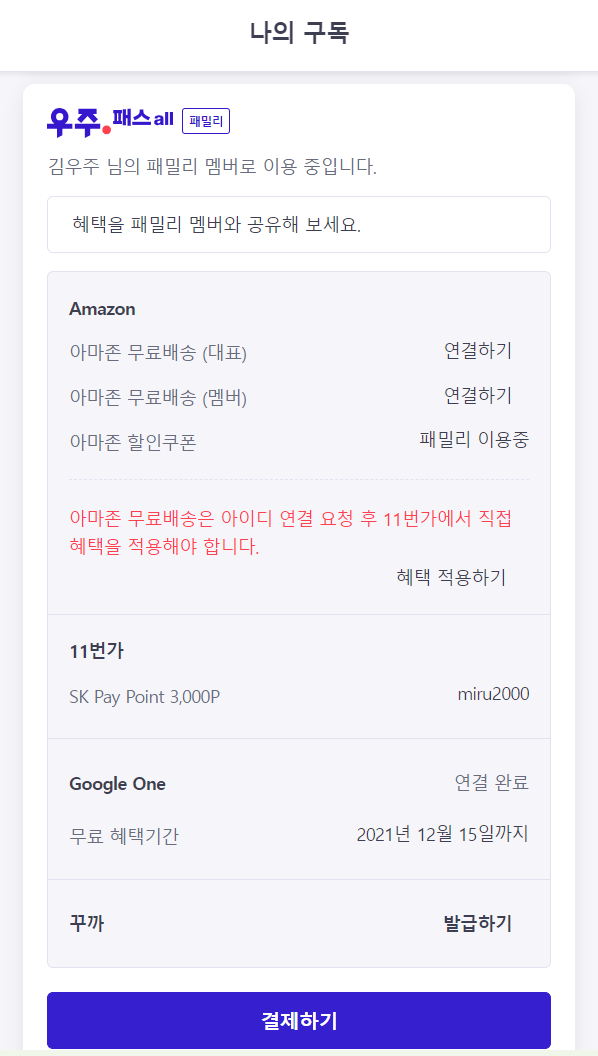 나의 구독
우주.패스 all 패밀리
김우주 님의 패밀리 멤버로 이용 중입니다.
혜택을 패밀리 멤버와 공유해 보세요.
Amazon
아마존 무료배송 (대표) 연결하기
아마존 무료배송 (멤버) 연결하기
아마존 할인쿠폰 패밀리 이용중
아마존 무료배송은 아이디 연결 요청 후 11번가에서 직접
혜택을 적용해야 합니다.
혜택 적용하기
11번가
SK Pay Point 3,000P miru2000
Google One 연결 완료
무료 혜택기간 2021년 12월 15일까지
꾸까 발급하기
결제하기